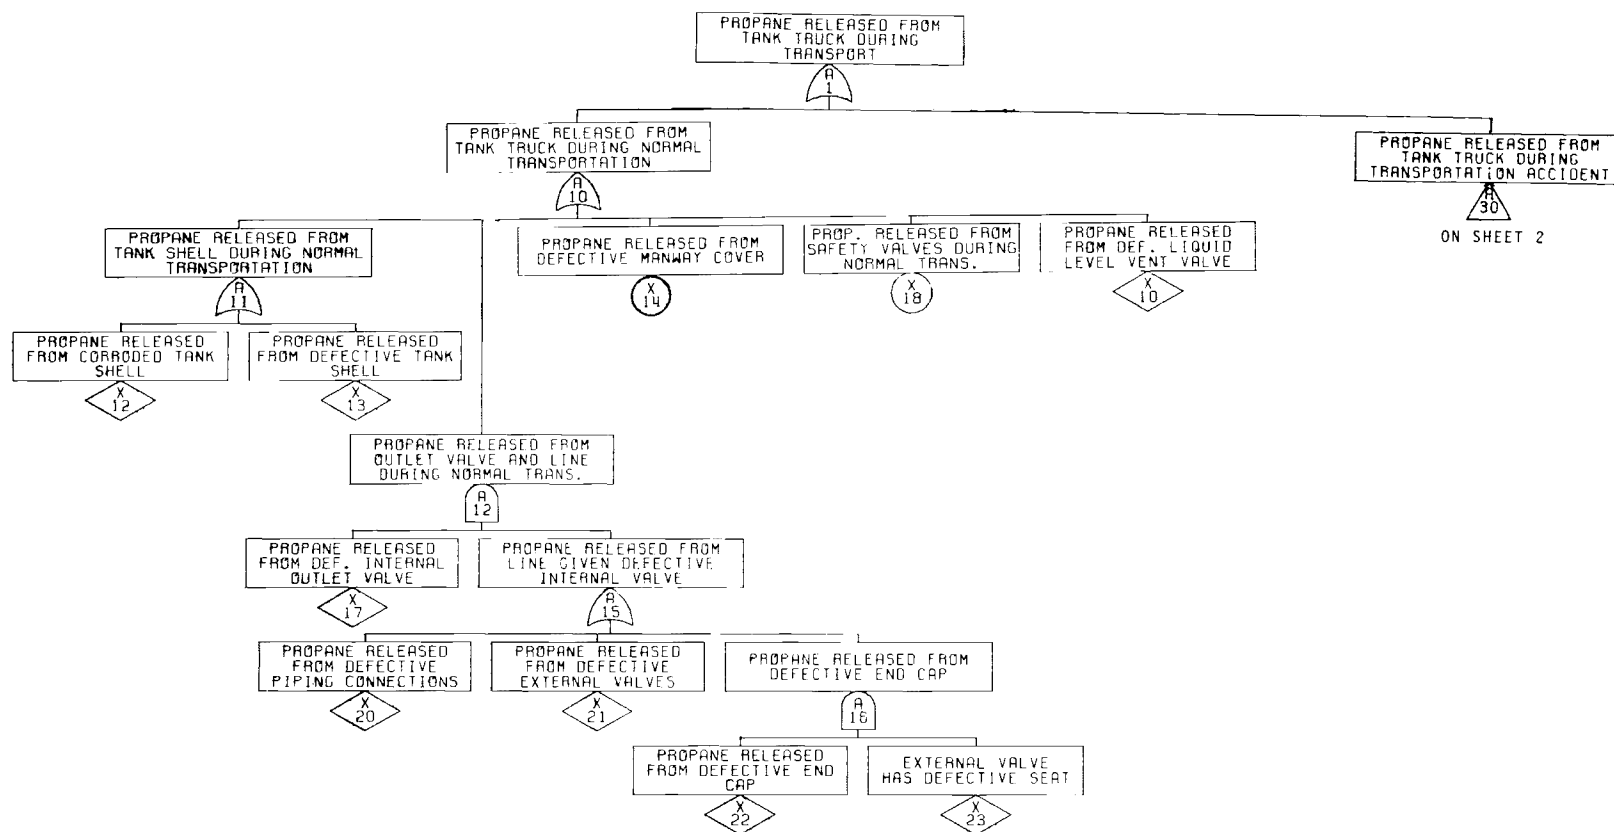 PROPANE RELEASED FROM
TANK TRUCK DURING
TRANSPORT
A
1
PROPANE RELEASED FROM
TANK TRUCK DURING NORMAL
TRANSPORTATION
A
10
PROPANE RELEASED FROM
TANK TRUCK DURING
TRANSPORTATION ACCIDENT
A
30
ON SHEET 2
PROPANE RELEASED FROM
TANK SHELL DURING NORMAL
TRANSPORTATION
A
11
PROPANE RELEASED FROM
DEFECTIVE MANWAY COVER
X
14
PROP. RELEASED FROM
SAFETY VALVES DURING
NORMAL TRANS.
X
18
PROPANE RELEASED
FROM DEF. LIQUID
LEVEL VENT VALVE
X
10
PROPANE RELEASED
FROM CORRODED TANK
SHELL
X
12
PROPANE RELEASED
FROM DEFECTIVE TANK
SHELL
X
13
PROPANE RELEASED FROM
OUTLET VALVE AND LINE
DURING NORMAL TRANS.
A
12
PROPANE RELEASED
FROM DEF. INTERNAL
OUTLET VALVE
X
17
PROPANE RELEASED FROM
LINE GIVEN DEFECTIVE
INTERNAL VALVE
A
15
PROPANE RELEASED
FROM DEFECTIVE
PIPING CONNECTIONS
X
20
PROPANE RELEASED
FROM DEFECTIVE
EXTERNAL VALVES
X
21
PROPANE RELEASED FROM
DEFECTIVE END CAP
A
16
PROPANE RELEASED
FROM DEFECTIVE END
CAP
X
22
EXTERNAL VALVE
HAS DEFECTIVE SEAT
X
23